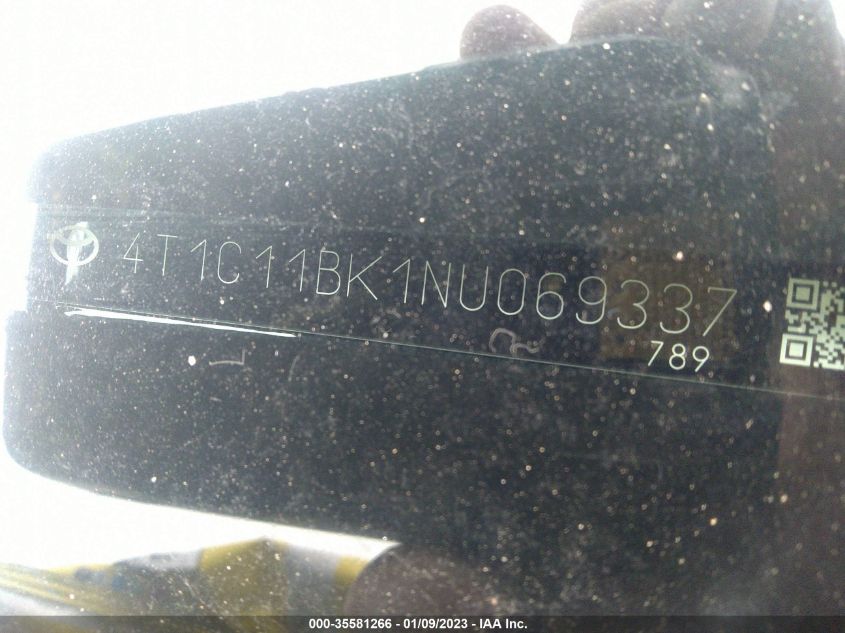 4T1C11BK1NU069337
789
000-35581266 - 01/09/2023 - IAA Inc.